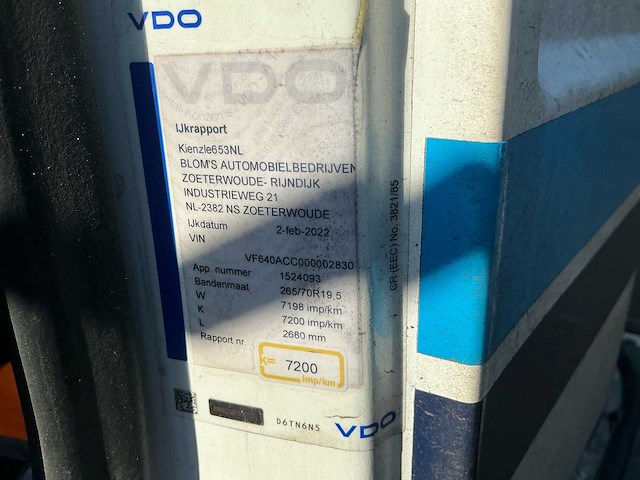 VDO
VDO
IJkrapport
Kienzle653NL
BLOM'S AUTOMOBIELBEDRIJVEN
ZOETERWOUDE- RIJNDIJK
INDUSTRIEWEG 21
NL-2382 NS ZOETERWOUDE
IJkdatum 2-feb-2022
VIN
VF640ACC000002830
App. nummer 1524093
Bandenmaat 265/70R19,5
W 7198 imp/km
K 7200 imp/km
L 2680 mm
Rapport nr.
K= 7200 imp/km
D6TN6N5
VDO
CR (EEC) No. 3821/85